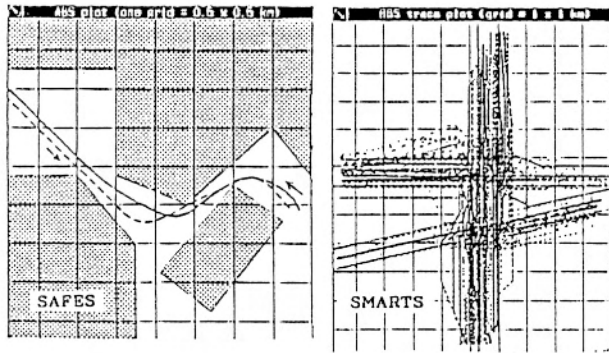 ABS plot (one grid = 0.6 x 0.6 km)
SAFES
ABS trace plot (grid = 1 x 1 km)
SMARTS